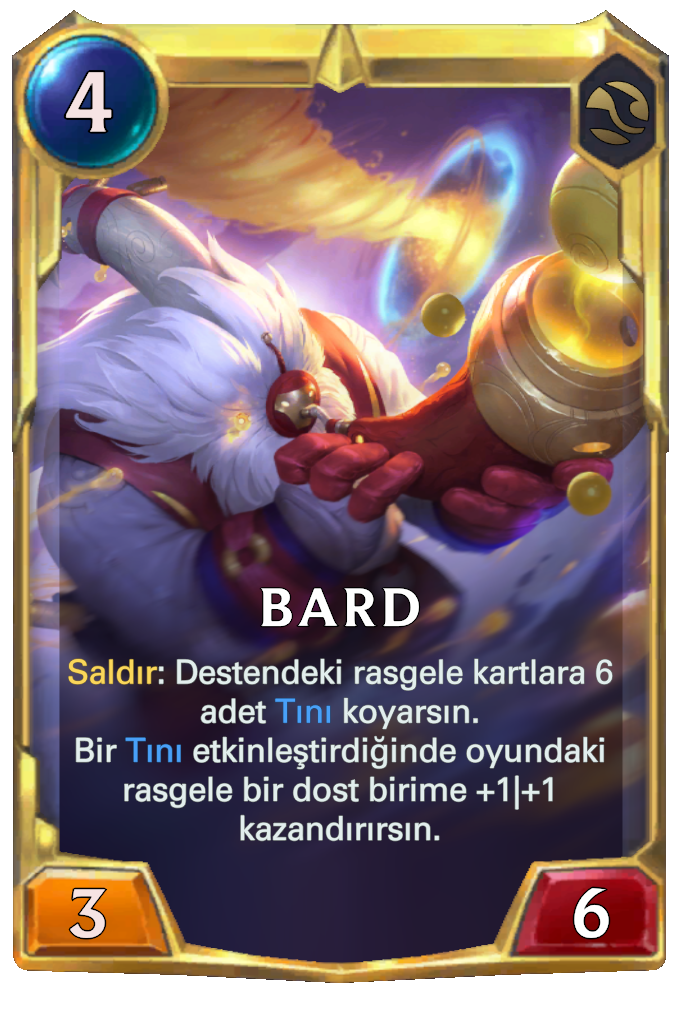 4
BARD
Saldır: Destendeki rasgele kartlara 6
adet Tını koyarsın.
Bir Tını etkinleştirdiğinde oyundaki
rasgele bir dost birime +1|+1
kazandırırsın.
3
6